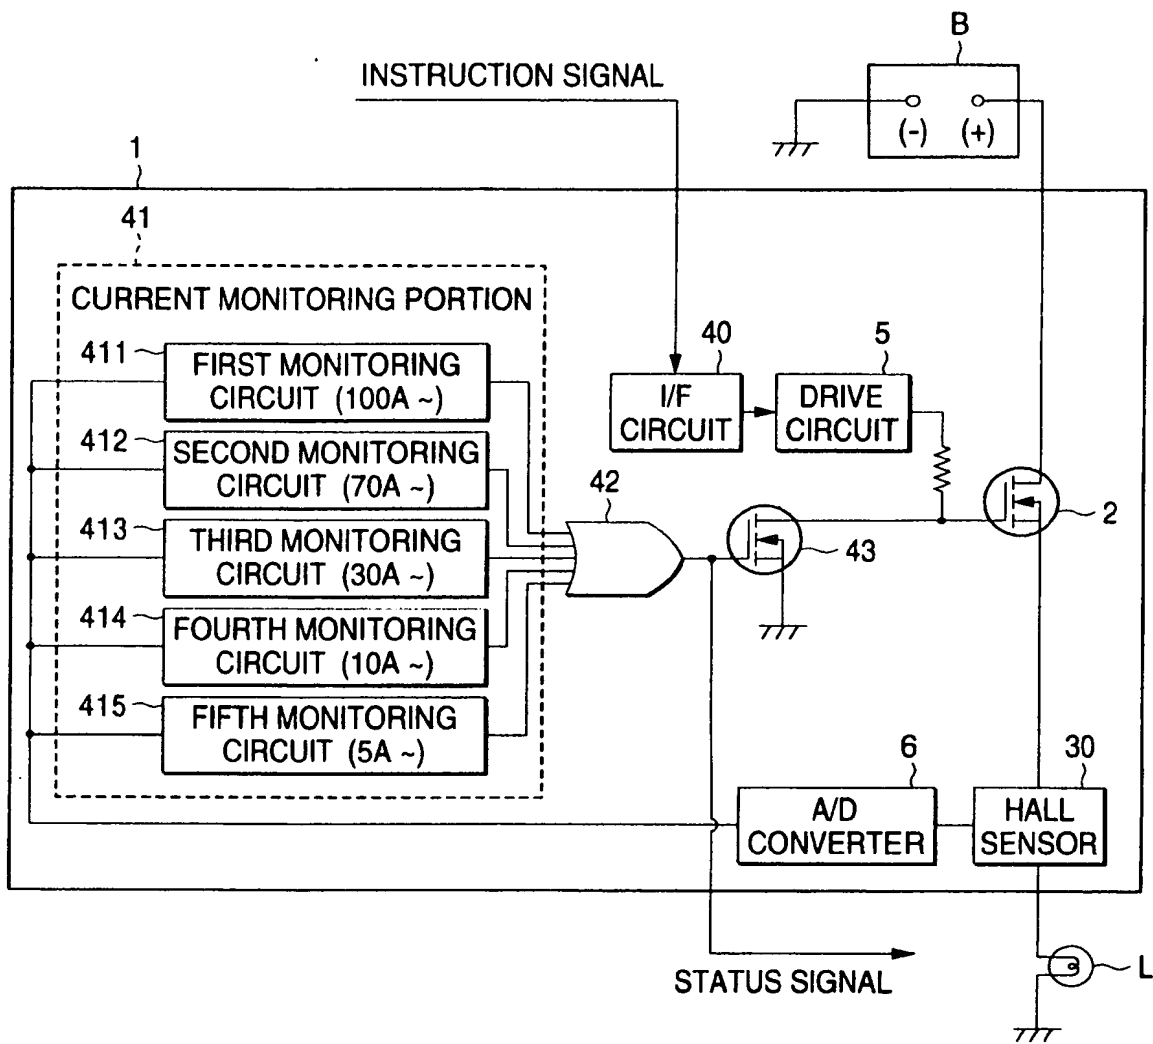 B
INSTRUCTION SIGNAL
(-) (+)
1
41
CURRENT MONITORING PORTION
411
FIRST MONITORING
CIRCUIT (100A ~)
412
SECOND MONITORING
CIRCUIT (70A ~)
413
THIRD MONITORING
CIRCUIT (30A ~)
414
FOURTH MONITORING
CIRCUIT (10A ~)
415
FIFTH MONITORING
CIRCUIT (5A ~)
42
40
I/F
CIRCUIT
5
DRIVE
CIRCUIT
43
2
6
A/D
CONVERTER
30
HALL
SENSOR
STATUS SIGNAL
L